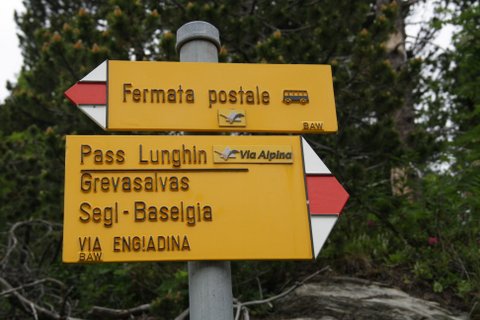 Fermata postale
BAW
Pass Lunghin Via Alpina
Grevasalvas
Segl-Baselgia
VIA ENGIADINA
BAW